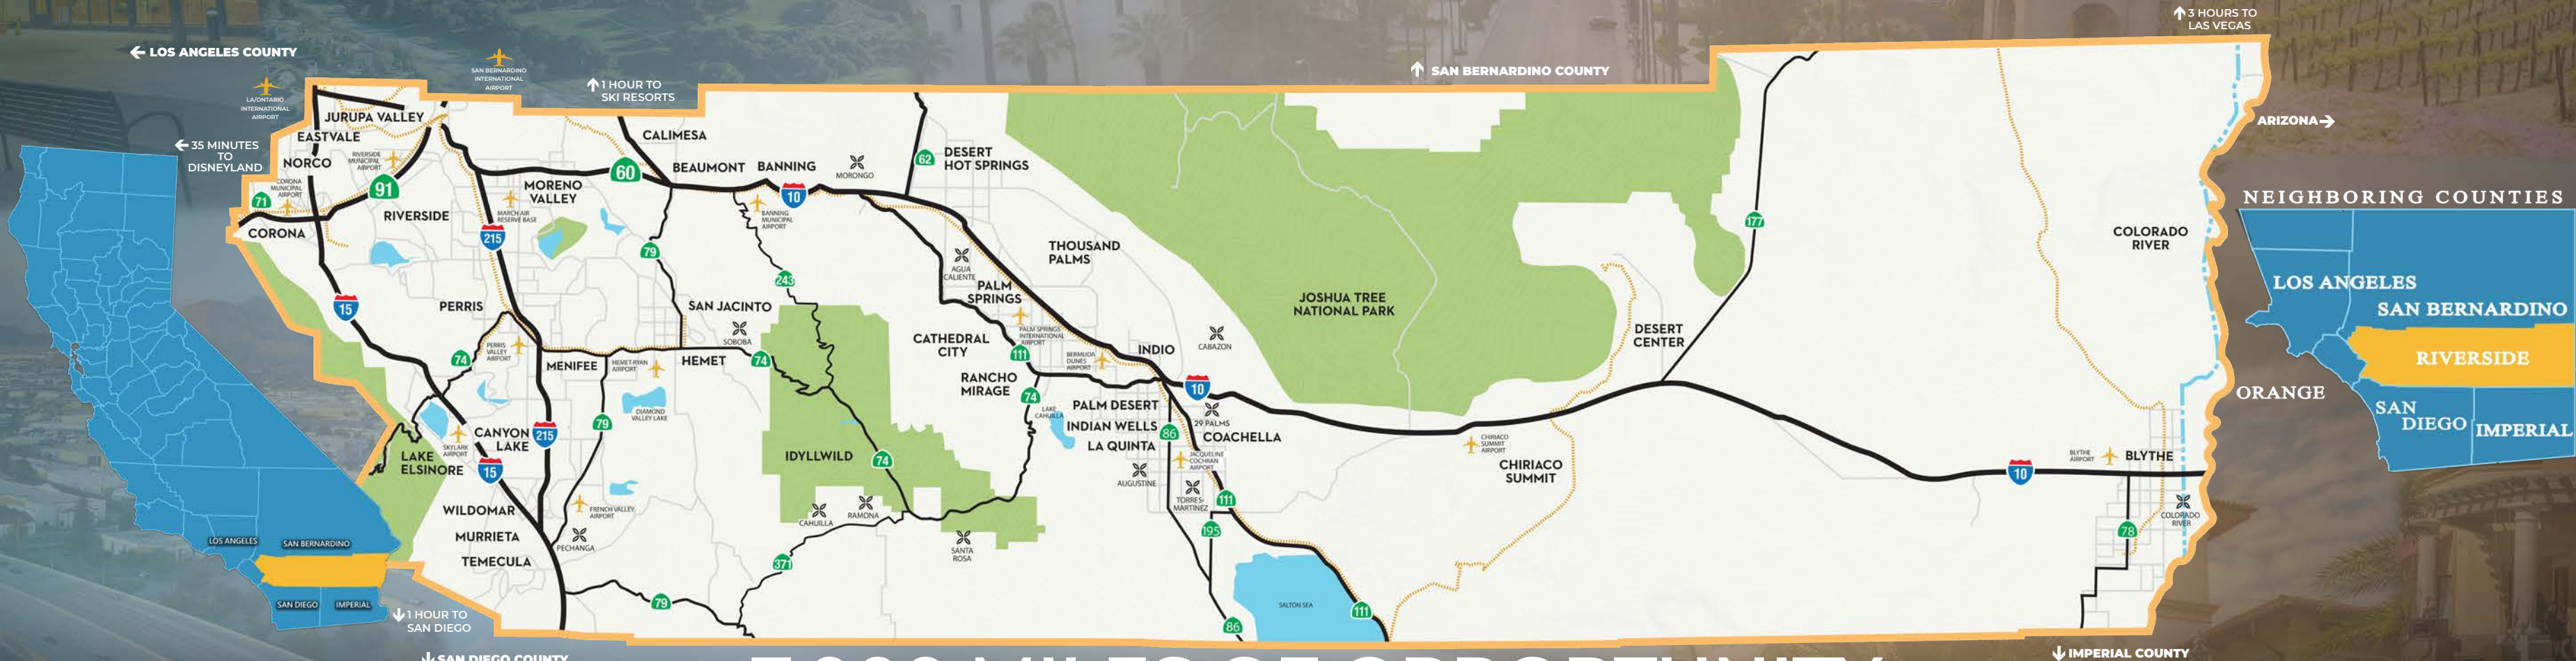 3 HOURS TO
LAS VEGAS
LOS ANGELES COUNTY
SAN BERNARDINO
INTERNATIONAL
AIRPORT
1 HOUR TO
SKI RESORTS
SAN BERNARDINO COUNTY
LA/ONTARIO
INTERNATIONAL
AIRPORT
ARIZONA
35 MINUTES
TO
DISNEYLAND
JURUPA VALLEY
EASTVALE
NORCO
RIVERSIDE
MUNICIPAL
AIRPORT
CORONA
MUNICIPAL
AIRPORT
71
91
RIVERSIDE
CORONA
MORENO
VALLEY
MARCH AIR
RESERVE BASE
215
60
CALIMESA
BEAUMONT
BANNING
10
BANNING
MUNICIPAL
AIRPORT
MORONGO
62
DESERT
HOT SPRINGS
79
243
15
PERRIS
SAN JACINTO
SOBOBA
74
PERRIS
VALLEY
AIRPORT
MENIFEE
HEMET-RYAN
AIRPORT
HEMET
74
DIAMOND
VALLEY LAKE
79
CANYON
LAKE
215
SKYLARK
AIRPORT
LAKE
ELSINORE
15
WILDOMAR
MURRIETA
TEMECULA
FRENCH VALLEY
AIRPORT
PECHANGA
79
371
IDYLLWILD
74
CAHUILLA
RAMONA
SANTA
ROSA
AGUA
CALIENTE
PALM
SPRINGS
THOUSAND
PALMS
PALM SPRINGS
INTERNATIONAL
AIRPORT
CATHEDRAL
CITY
111
RANCHO
MIRAGE
74
BERMUDA
DUNES
AIRPORT
INDIO
CABAZON
10
LAKE
CAHUILLA
PALM DESERT
INDIAN WELLS
LA QUINTA
86
29 PALMS
COACHELLA
JACQUELINE
COCHRAN
AIRPORT
AUGUSTINE
TORRES-
MARTINEZ
111
195
SALTON SEA
86
111
JOSHUA TREE
NATIONAL PARK
CHIRIACO
SUMMIT
AIRPORT
CHIRIACO
SUMMIT
DESERT
CENTER
177
10
COLORADO
RIVER
BLYTHE
AIRPORT
BLYTHE
COLORADO
RIVER
78
NEIGHBORING COUNTIES
LOS ANGELES
SAN BERNARDINO
RIVERSIDE
ORANGE
SAN
DIEGO
IMPERIAL
LOS ANGELES
SAN BERNARDINO
SAN DIEGO
IMPERIAL
1 HOUR TO
SAN DIEGO
SAN DIEGO COUNTY
IMPERIAL COUNTY